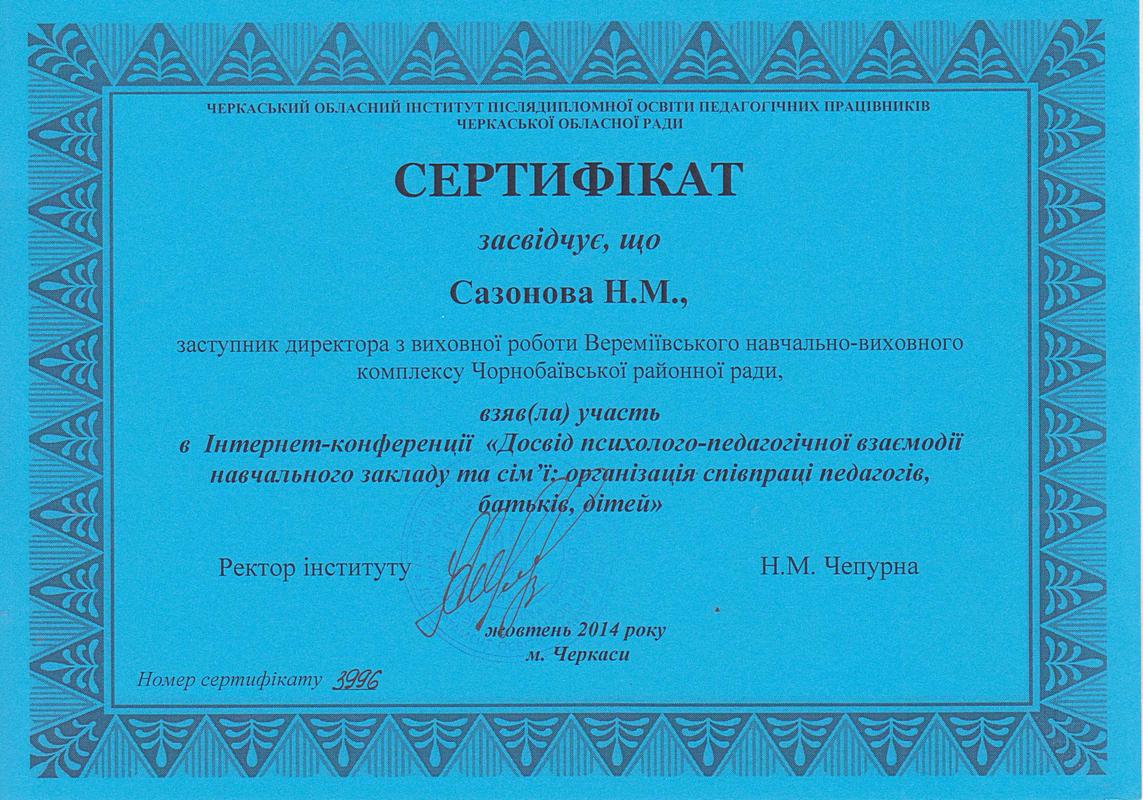 ЧЕРКАСЬКИЙ ОБЛАСНИЙ ІНСТИТУТ ПІСЛЯДИПЛОМНОЇ ОСВІТИ ПЕДАГОГІЧНИХ ПРАЦІВНИКІВ
ЧЕРКАСЬКОЇ ОБЛАСНОЇ РАДИ
СЕРТИФІКАТ
засвідчує, що
Сазонова Н.М.,
заступник директора з виховної роботи Вереміївського навчально-виховного
комплексу Чорнобаївської районної ради,
взяв(ла) участь
в Інтернет-конференції «Досвід психолого-педагогічної взаємодії
навчального закладу та сім’ї: організація співпраці педагогів,
батьків, дітей»
Ректор інституту Н.М. Чепурна
жовтень 2014 року
м. Черкаси
Номер сертифікату 3996